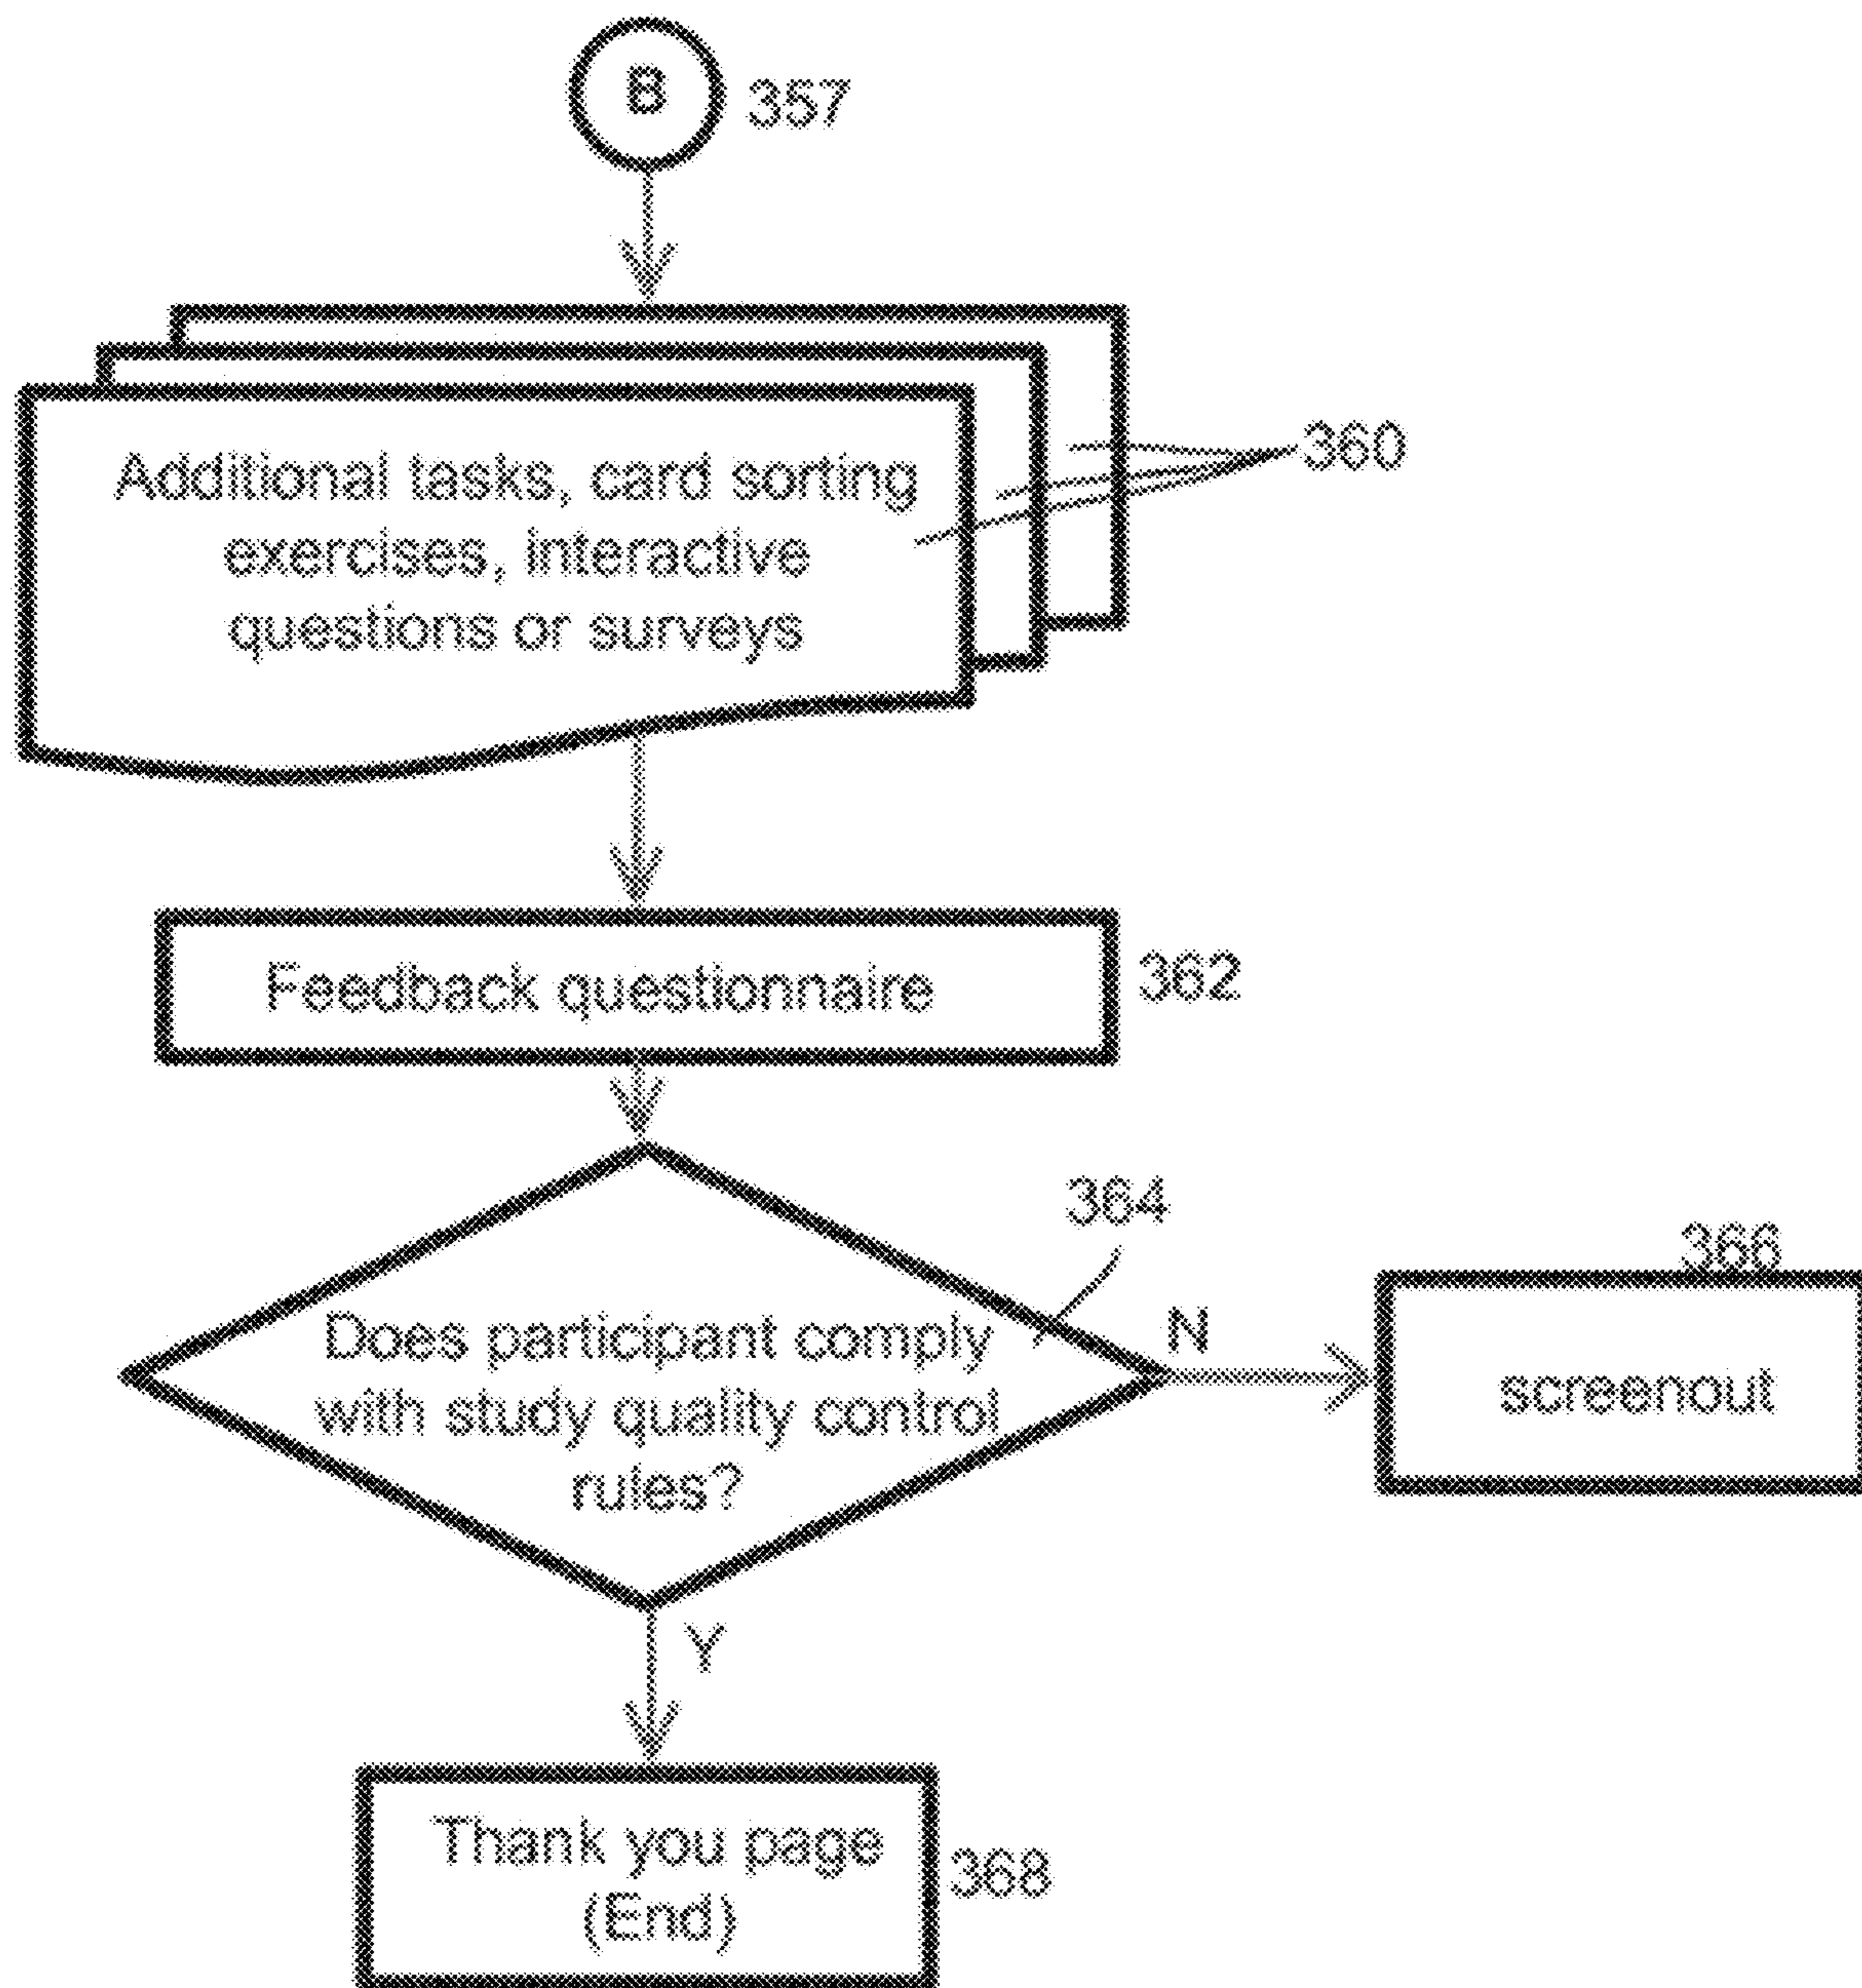 B
357
Additional tasks, card sorting
exercises, interactive
questions or surveys
360
Feedback questionnaire
362
364
Does participant comply
with study quality control
rules?
N
366
screenout
Y
Thank you page
(End)
368